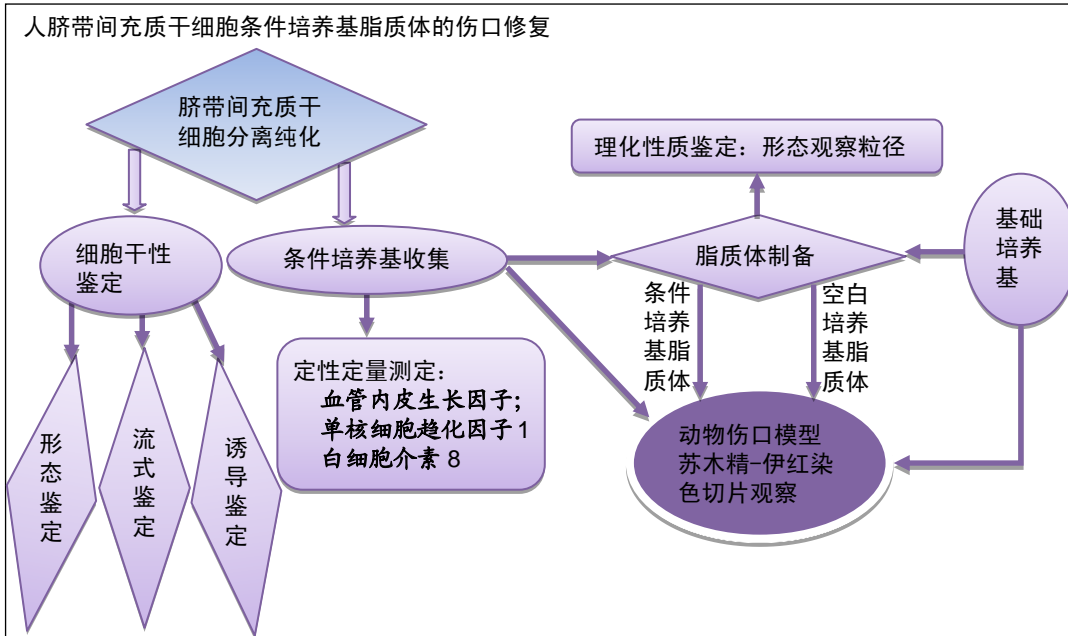 人脐带间充质干细胞条件培养基脂质体的伤口修复
脐带间充质干
细胞分离纯化
理化性质鉴定：形态观察粒径
细胞干性
鉴定
条件培养基收集
脂质体制备
基础
培养
基
条件
培养
基脂
质体
空白
培养
基脂
质体
定性定量测定：
血管内皮生长因子；
单核细胞趋化因子1
白细胞介素 8
形态鉴定
流式鉴定
诱导鉴定
动物伤口模型
苏木精-伊红染
色切片观察